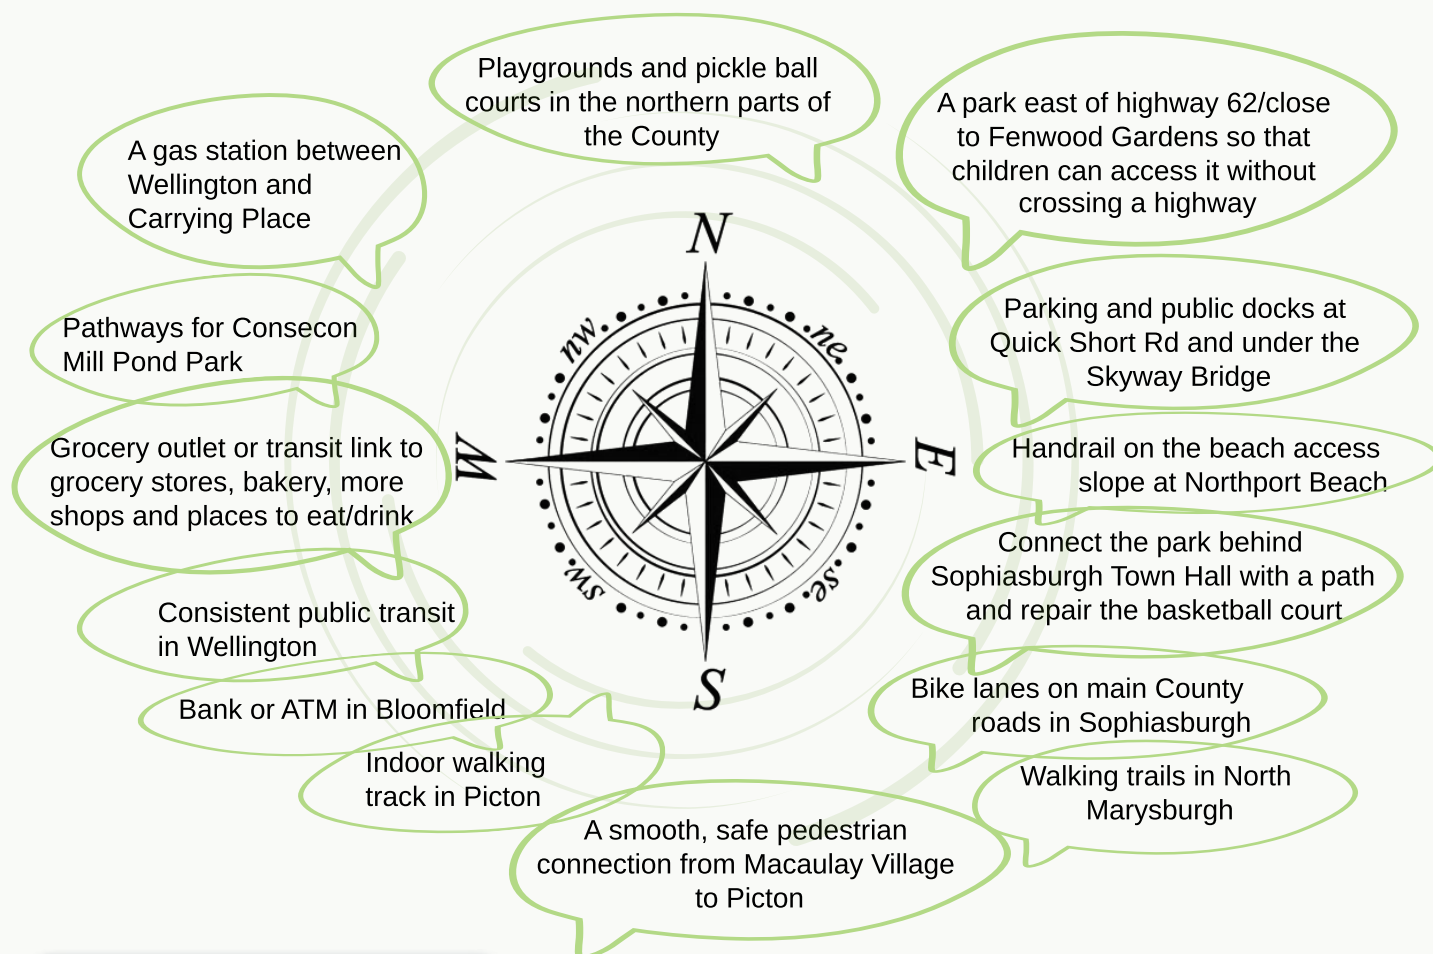 Playgrounds and pickle ball
courts in the northern parts of
the County
A park east of highway 62/close
to Fenwood Gardens so that
children can access it without
crossing a highway
A gas station between
Wellington and
Carrying Place
Pathways for Consecon
Mill Pond Park
Grocery outlet or transit link to
grocery stores, bakery, more
shops and places to eat/drink
Consistent public transit
in Wellington
Bank or ATM in Bloomfield
Indoor walking
track in Picton
N
nw
ne
W
E
sw
se
S
Parking and public docks at
Quick Short Rd and under the
Skyway Bridge
Handrail on the beach access
slope at Northport Beach
Connect the park behind
Sophiasburgh Town Hall with a path
and repair the basketball court
Bike lanes on main County
roads in Sophiasburgh
Walking trails in North
Marysburgh
A smooth, safe pedestrian
connection from Macaulay Village
to Picton